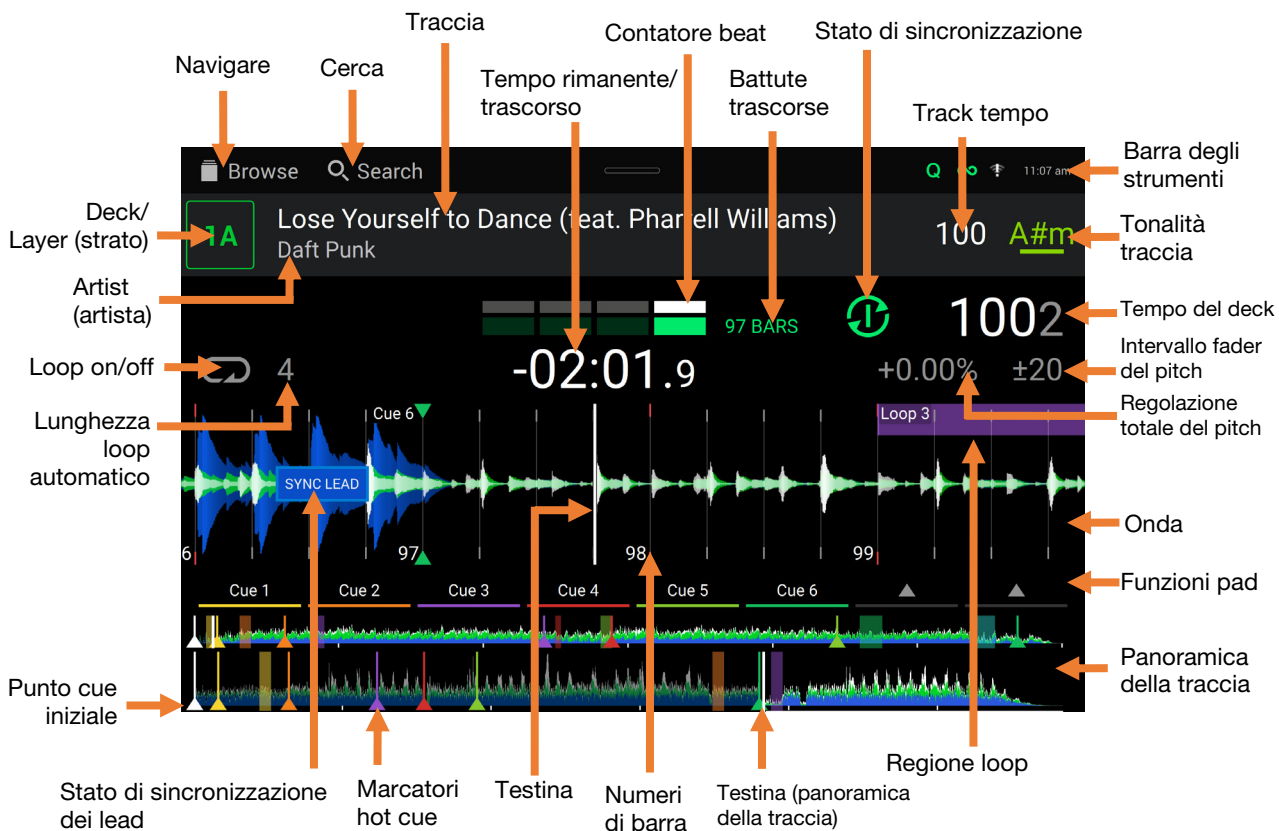 Traccia
Contatore beat
Stato di sincronizzazione
Navigare
Cerca
Tempo rimanente/
trascorso
Battute
trascorse
Track tempo
Browse
Search
Q
11:07 am
Barra degli
strumenti
Deck/
Layer (strato)
1A
Lose Yourself to Dance (feat. Pharrell Williams)
Daft Punk
100
A#m
Tonalità
traccia
Artist
(artista)
97 BARS
1002
Tempo del deck
Loop on/off
4
-02:01.9
+0.00%
±20
Intervallo fader
del pitch
Regolazione
totale del pitch
Lunghezza
loop
automatico
Cue 6
Loop 3
SYNC LEAD
Onda
6
97
98
99
Funzioni pad
Cue 1
Cue 2
Cue 3
Cue 4
Cue 5
Cue 6
Panoramica
della traccia
Punto cue
iniziale
Regione loop
Stato di sincronizzazione
dei lead
Marcatori
hot cue
Testina
Numeri
di barra
Testina (panoramica
della traccia)